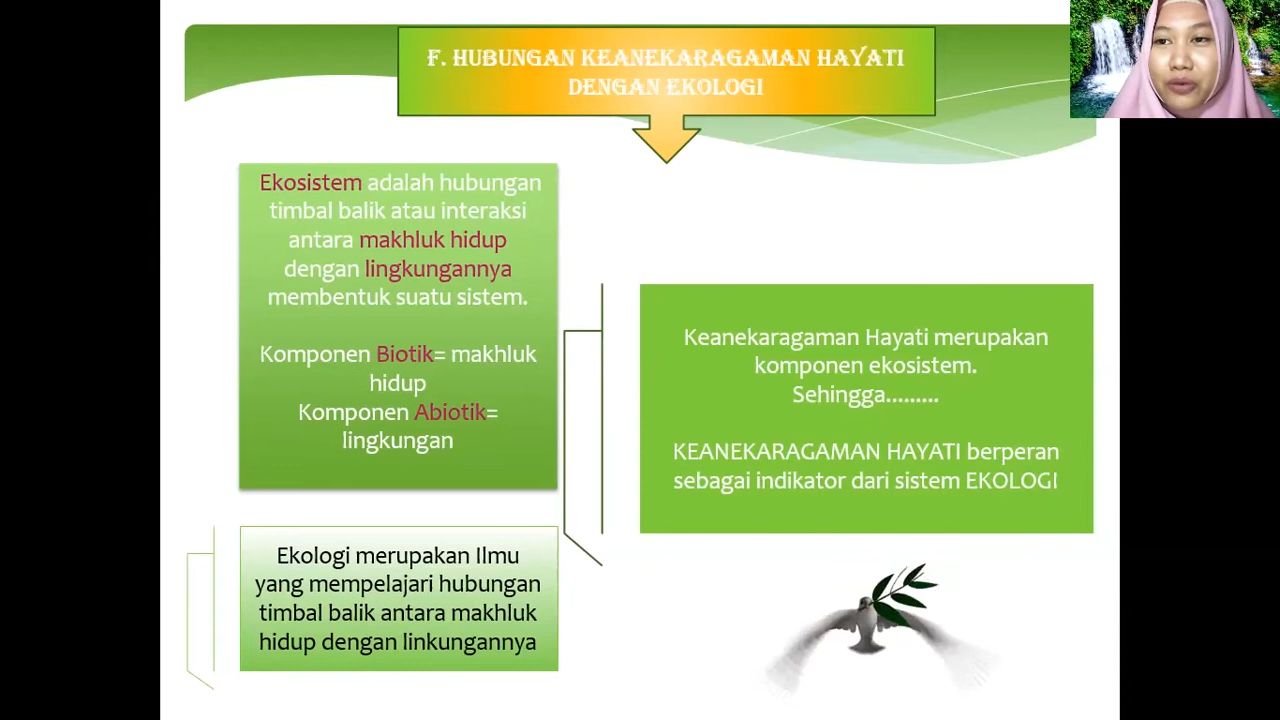 F. HUBUNGAN KEANEKARAGAMAN HAYATI
DENGAN EKOLOGI
Ekosistem adalah hubungan
timbal balik atau interaksi
antara makhluk hidup
dengan lingkungannya
membentuk suatu sistem.
Komponen Biotik= makhluk
hidup
Komponen Abiotik=
lingkungan
Ekologi merupakan Ilmu
yang mempelajari hubungan
timbal balik antara makhluk
hidup dengan linkungannya
Keanekaragaman Hayati merupakan
komponen ekosistem.
Sehingga.........
KEANEKARAGAMAN HAYATI berperan
sebagai indikator dari sistem EKOLOGI